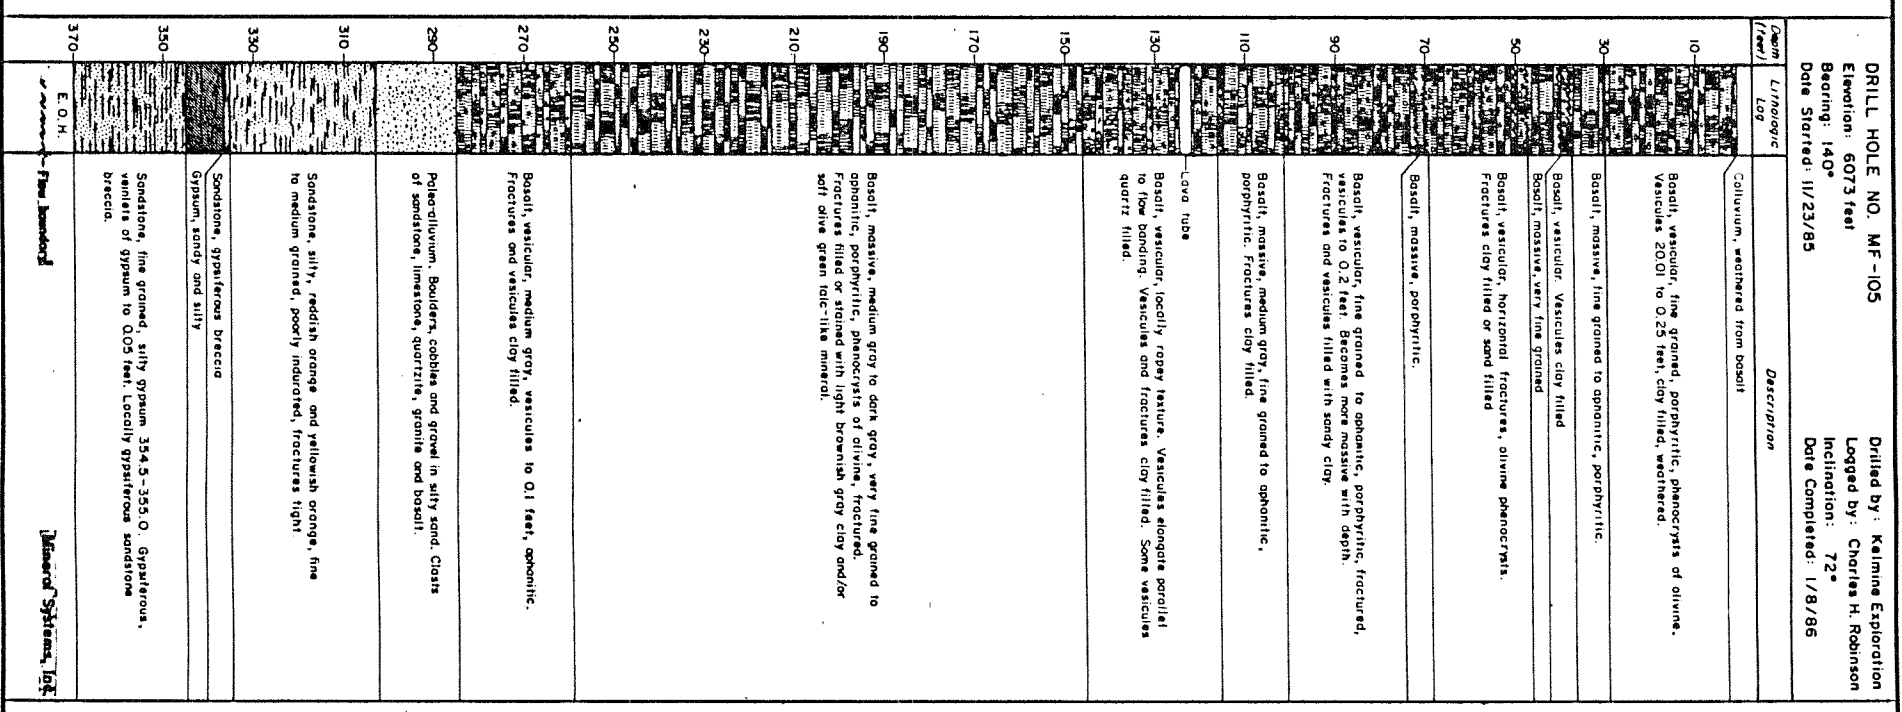 DRILL HOLE NO. MF-105
Elevation: 6073 feet
Bearing: 140°
Date Started: 11/23/85
Drilled by: Kelmine Exploration
Logged by: Charles H. Robinson
Inclination: 72°
Date Completed: 1/8/86
Depth
(feet)
Lithologic
Log
Description
Colluvium, weathered from basalt
10
Basalt, vesicular, fine grained, porphyritic, phenocrysts of olivine.
Vesicules 20.01 to 0.25 feet, clay filled, weathered.
30
Basalt, massive, fine grained to aphanitic, porphyritic.
Basalt, vesicular. Vesicules clay filled
Basalt, massive, very fine grained
50
Basalt, vesicular, horizontal fractures, olivine phenocrysts.
Fractures clay filled or sand filled
70
Basalt, massive, porphyritic.
90
Basalt, vesicular, fine grained to aphanitic, porphyritic, fractured,
vesicules to 0.2 feet. Becomes more massive with depth.
Fractures and vesicules filled with sandy clay.
110
Basalt, massive, medium gray, fine grained to aphanitic,
porphyritic. Fractures clay filled.
Lava tube
130
Basalt, vesicular, locally ropey texture. Vesicules elongate parallel
to flow banding. Vesicules and fractures clay filled. Some vesicules
quartz filled.
150
170
190
Basalt, massive, medium gray to dark gray, very fine grained to
aphanitic, porphyritic, phenocrysts of olivine, fractured.
Fractures filled or stained with light brownish gray clay and/or
soft olive green talc-like mineral.
210
230
250
270
Basalt, vesicular, medium gray, vesicules to 0.1 feet, aphanitic.
Fractures and vesicules clay filled.
290
Paleo-alluvium. Boulders, cobbles and gravel in silty sand. Clasts
of sandstone, limestone, quartzite, granite and basalt.
310
Sandstone, silty, reddish orange and yellowish orange, fine
to medium grained, poorly indurated, fractures tight
330
Sandstone, gypsiferous breccia
Gypsum, sandy and silty
350
Sandstone, fine grained, silty gypsum 354.5-355.0. Gypsiferous,
veinlets of gypsum to 0.05 feet. Locally gypsiferous sandstone
breccia.
370
E.O.H.
Flow boundary
Mineral Systems, Inc.